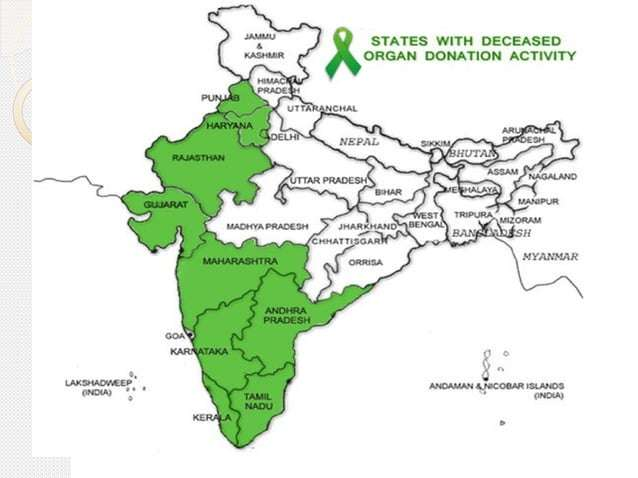 STATES WITH DECEASED
ORGAN DONATION ACTIVITY
JAMMU
&
KASHMIR
HIMACHAL
PRADESH
PUNJAB
UTTARANCHAL
HARYANA
DELHI
RAJASTHAN
NEPAL
SIKKIM
BHUTAN
ARUNACHAL
PRADESH
ASSAM
NAGALAND
UTTAR PRADESH
BIHAR
MEGHALAYA
MANIPUR
GUJARAT
MADHYA PRADESH
JHARKHAND
WEST
BENGAL
TRIPURA
MIZORAM
BANGLADESH
CHHATTISGARH
MYANMAR
MAHARASHTRA
ORRISA
ANDHRA
PRADESH
GOA
KARNATAKA
LAKSHADWEEP
(INDIA)
ANDAMAN & NICOBAR ISLANDS
(INDIA)
TAMIL
NADU
KERALA